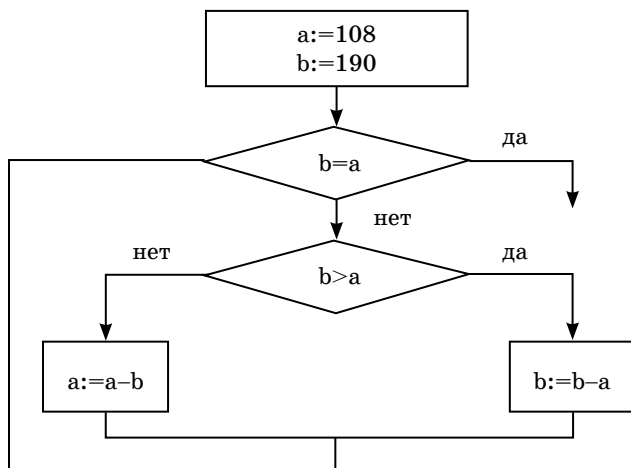 a:=108
b:=190
b=a
да
нет
b>a
нет
да
a:=a–b
b:=b–a